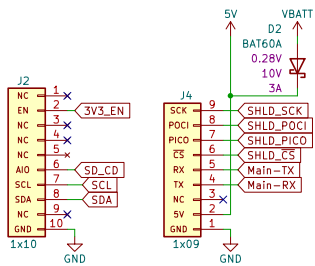 5V
VBATT
D2
BAT60A
0.28V
10V
3A
J2
NC 1
EN 2 3V3_EN
NC 3
NC 4
NC 5
AIO 6 SD_CD
SCL 7 SCL
SDA 8 SDA
NC 9
GND 10
1x10
GND
J4
SCK 9 SHLD_SCK
POCI 8 SHLD_POCI
PICO 7 SHLD_PICO
CS 6 SHLD_CS
RX 5 Main-TX
TX 4 Main-RX
NC 3
5V 2
GND 1
1x09
GND